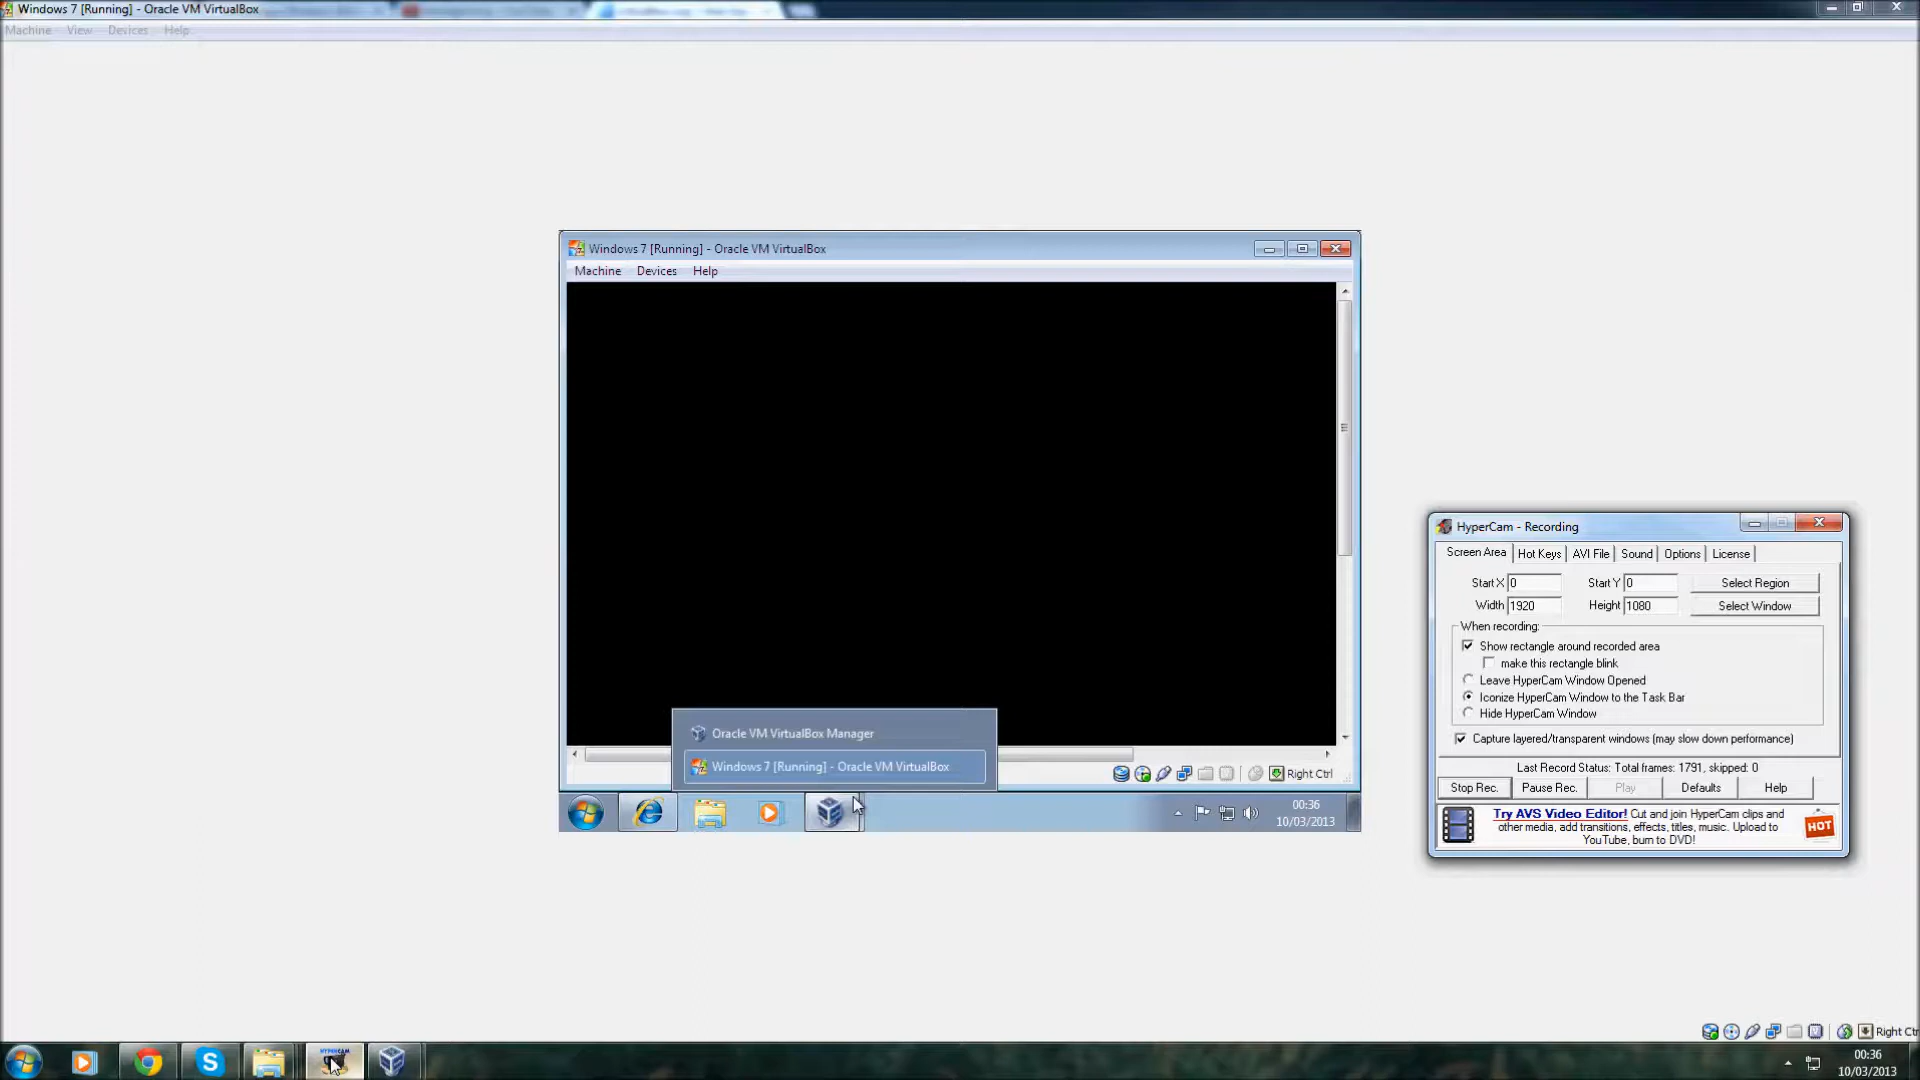 Windows 7 [Running] - Oracle VM VirtualBox
Machine View Devices Help
Windows 7 [Running] - Oracle VM VirtualBox
Machine Devices Help
Oracle VM VirtualBox Manager
Windows 7 [Running] - Oracle VM VirtualBox
Right Ctrl
00:36
10/03/2013
HyperCam - Recording
Screen Area Hot Keys AVI File Sound Options License
Start X 0 Start Y 0 Select Region
Width 1920 Height 1080 Select Window
When recording:
Show rectangle around recorded area
make this rectangle blink
Leave HyperCam Window Opened
Iconize HyperCam Window to the Task Bar
Hide HyperCam Window
Capture layered/transparent windows (may slow down performance)
Last Record Status: Total frames: 1791, skipped: 0
Stop Rec. Pause Rec. Play Defaults Help
Try AVS Video Editor! Cut and join HyperCam clips and
other media, add transitions, effects, titles, music. Upload to
YouTube, burn to DVD!
HOT
Right Ctrl
HYPERCAM
00:36
10/03/2013